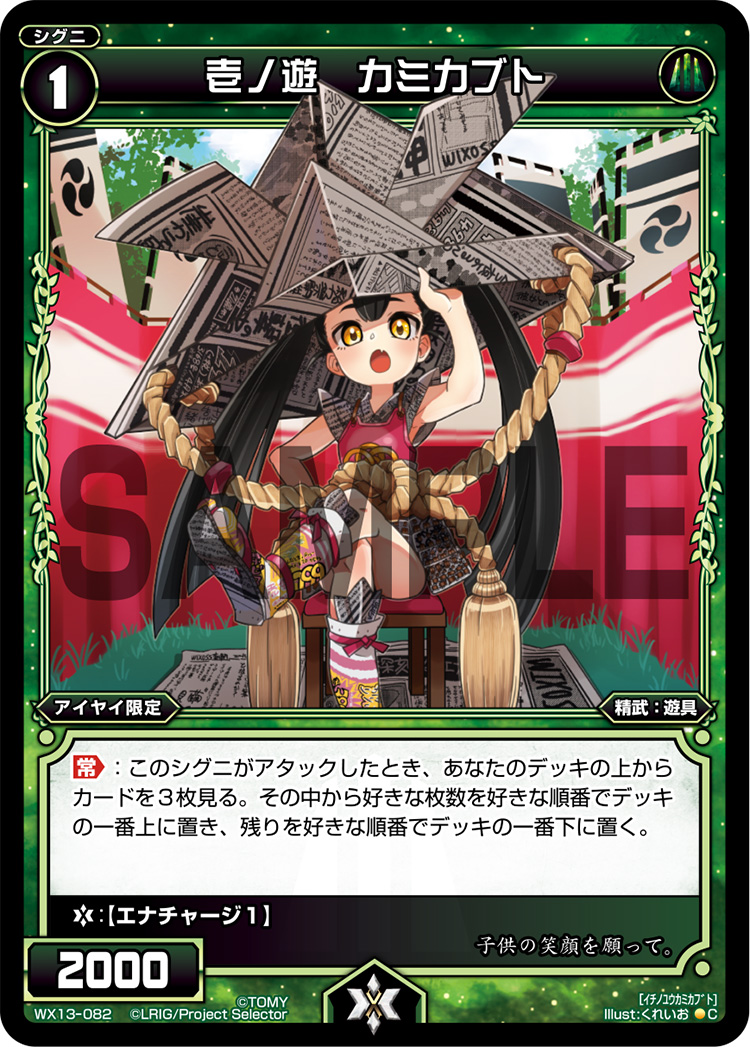 シグニ
1
壱ノ遊 カミカブト
WIXOSS
SAMPLE
アイヤイ限定
精武:遊具
常:このシグニがアタックしたとき、あなたのデッキの上から
カードを3枚見る。その中から好きな枚数を好きな順番でデッキ
の一番上に置き、残りを好きな順番でデッキの一番下に置く。
:【エナチャージ1】
子供の笑顔を願って。
2000
©TOMY
WX13-082 ©LRIG/Project Selector
[イチノユウカミカブト]
Illust:くれいお C